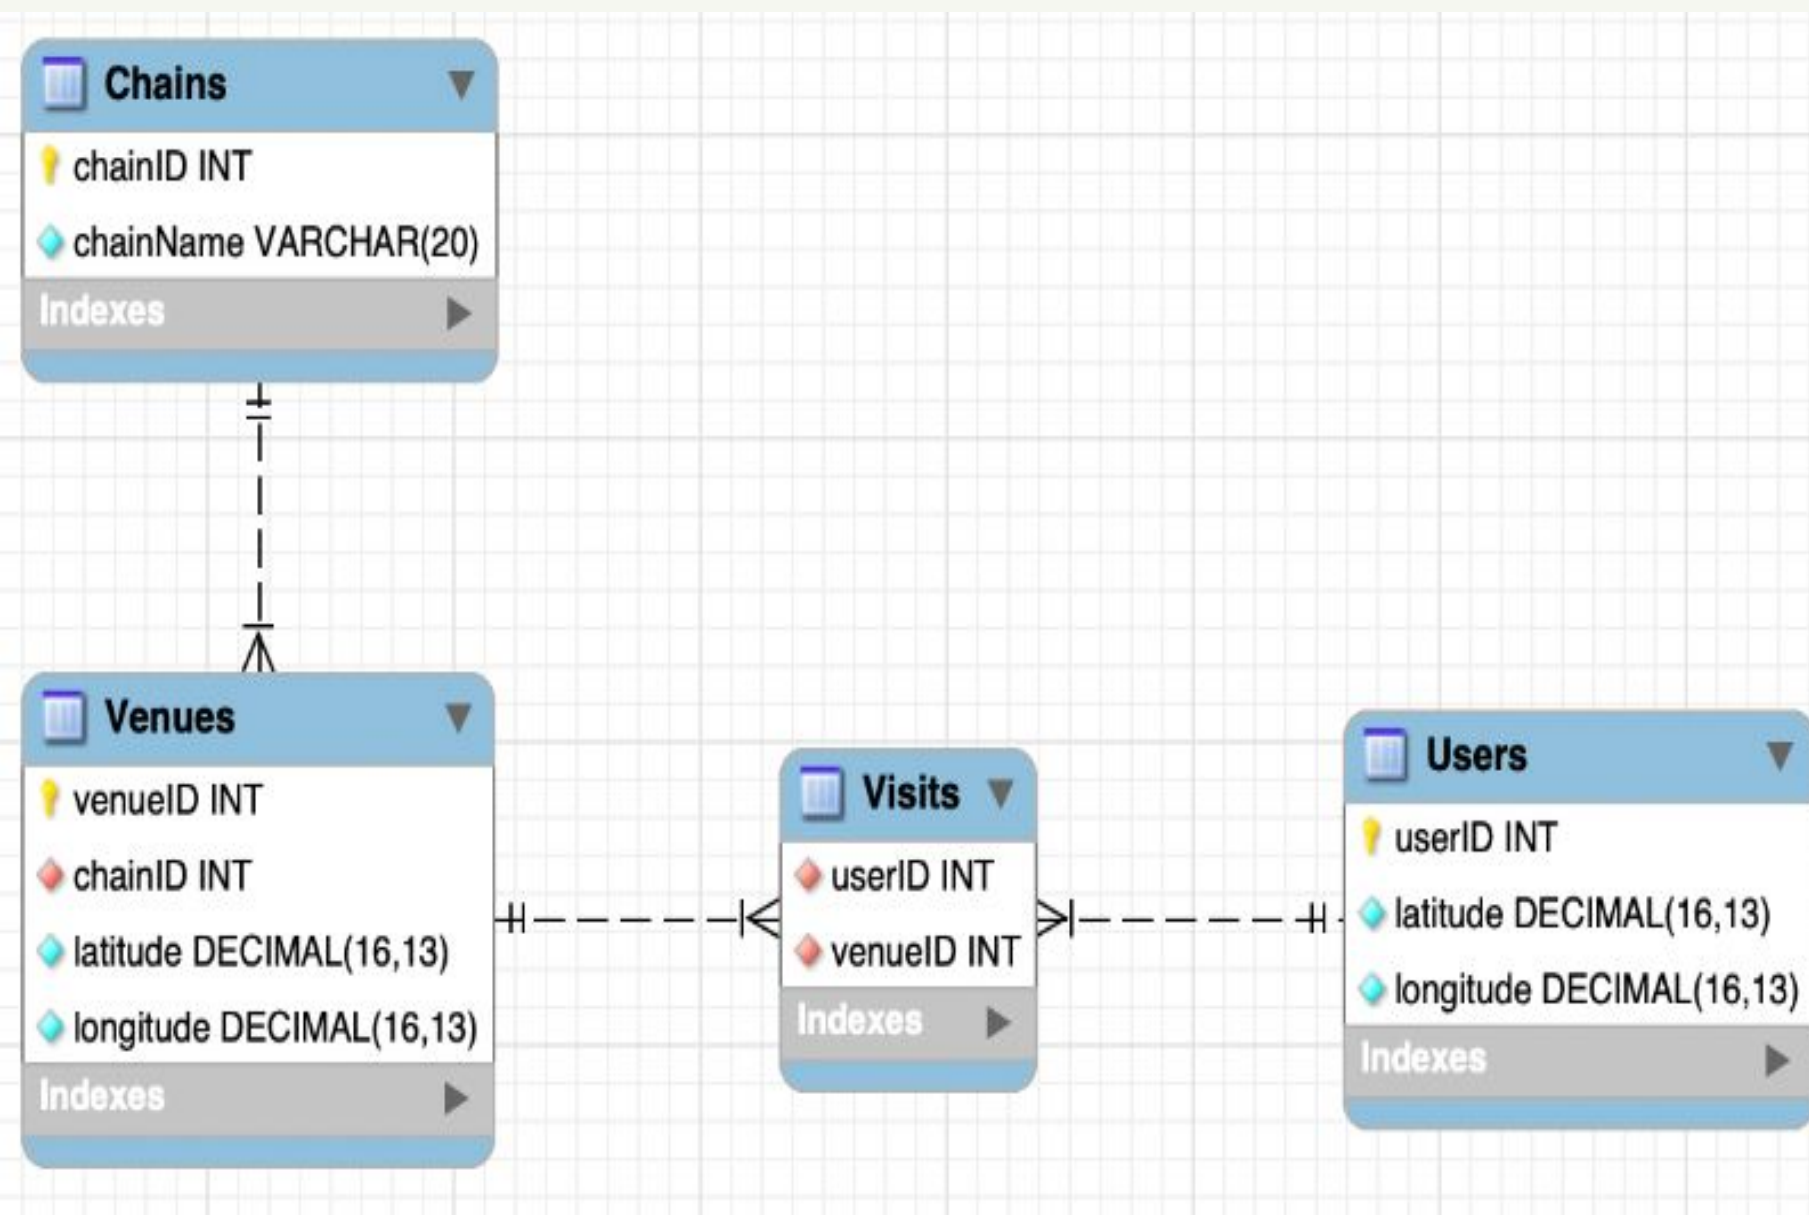 Chains
chainID INT
chainName VARCHAR(20)
Indexes
Venues
venueID INT
chainID INT
latitude DECIMAL(16,13)
longitude DECIMAL(16,13)
Indexes
Visits
userID INT
venueID INT
Indexes
Users
userID INT
latitude DECIMAL(16,13)
longitude DECIMAL(16,13)
Indexes